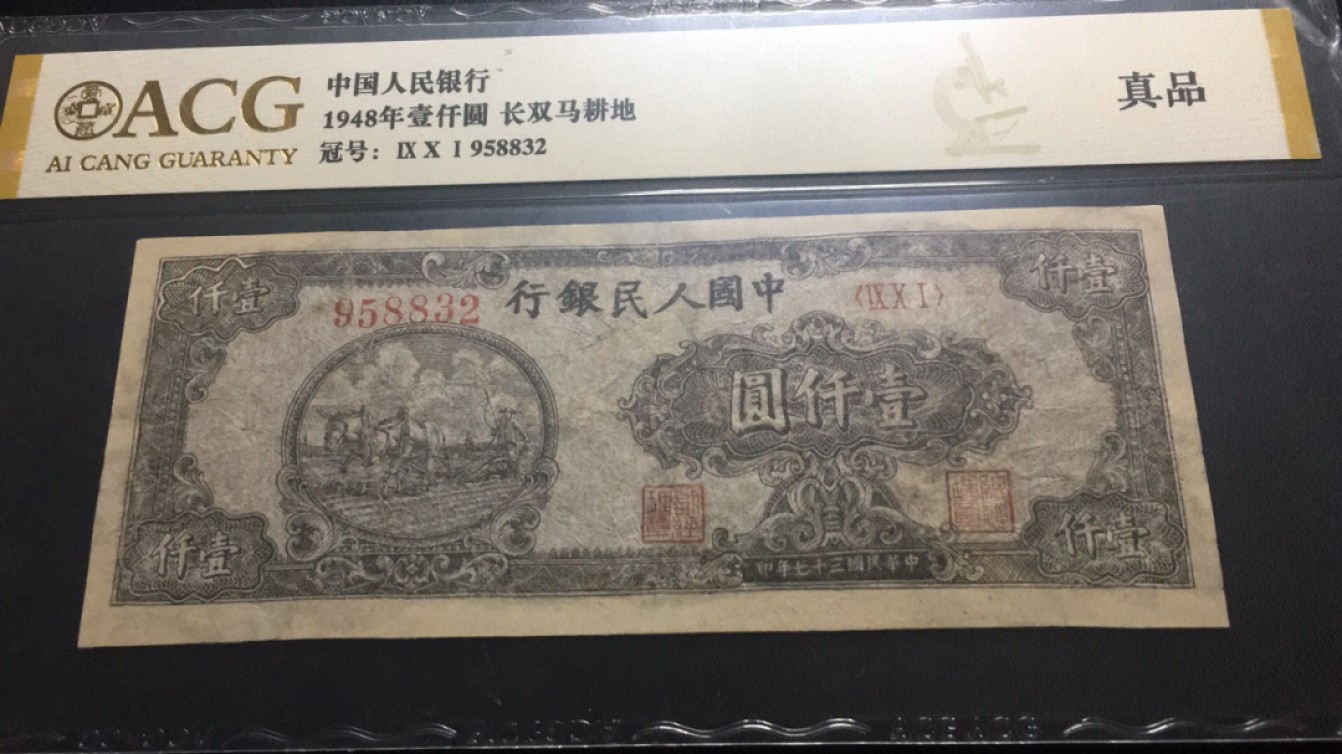 ACG
AI CANG GUARANTY
中国人民银行
1948年壹仟圆 长双马耕地
冠号: Ⅸ Ⅹ Ⅰ 958832
真品
壹仟
壹仟
958832
中國人民銀行
〈Ⅸ Ⅹ Ⅰ〉
壹仟圓
壹仟
壹仟
中華民國三十七年印